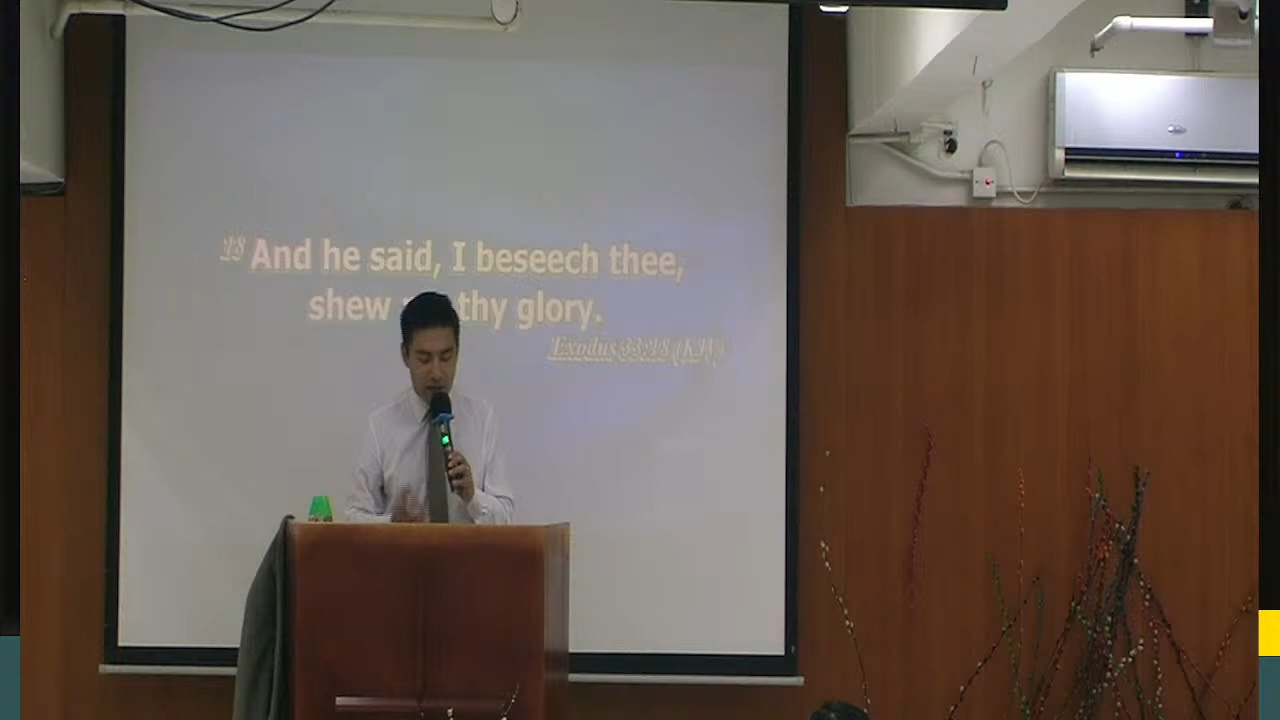 18 And he said, I beseech thee,
shew thy glory.
Exodus 33:18 (KJV)